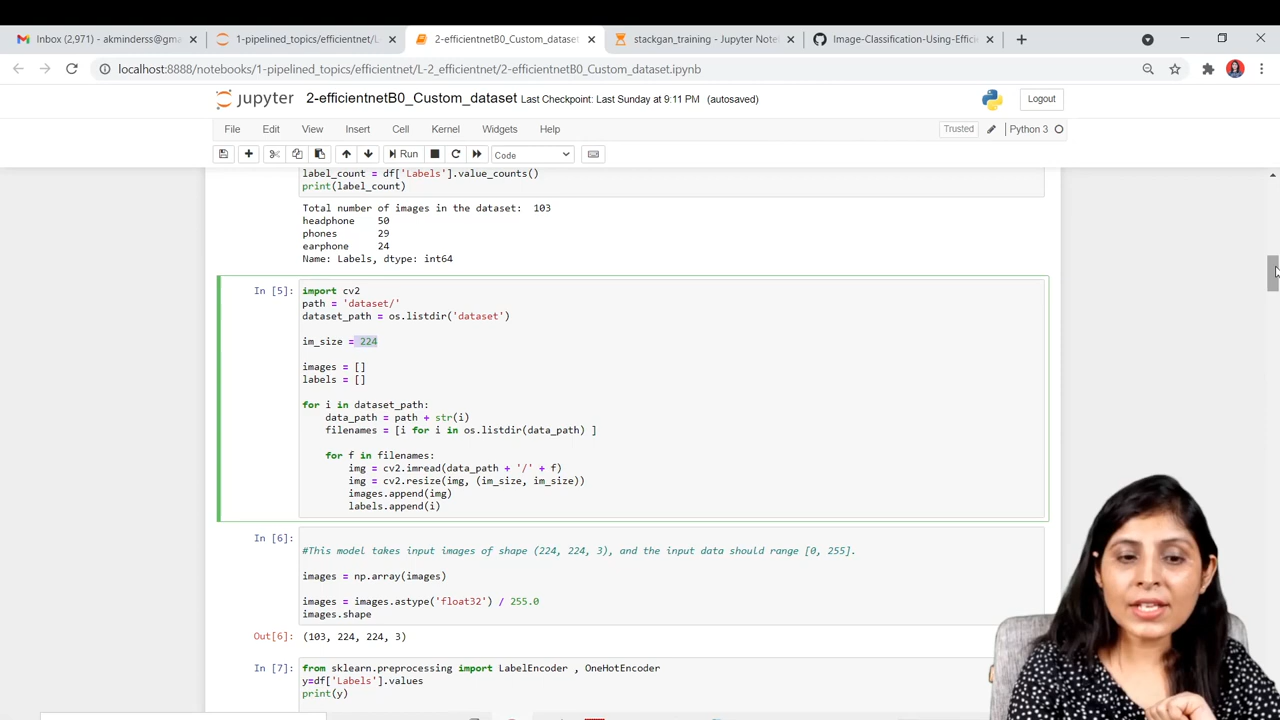 Inbox (2,971) - akminderss@gm
1-pipelined_topics/efficientnet/L-
2-efficientnetB0_Custom_dataset
stackgan_training - Jupyter Note
Image-Classification-Using-Effici
localhost:8888/notebooks/1-pipelined_topics/efficientnet/L-2_efficientnet/2-efficientnetB0_Custom_dataset.ipynb
jupyter 2-efficientnetB0_Custom_dataset Last Checkpoint: Last Sunday at 9:11 PM (autosaved)
Logout
File Edit View Insert Cell Kernel Widgets Help
Trusted Python 3
Run Code
label_count = df['Labels'].value_counts()
print(label_count)
Total number of images in the dataset:  103
headphone    50
phones       29
earphone     24
Name: Labels, dtype: int64
In [5]:
import cv2
path = 'dataset/'
dataset_path = os.listdir('dataset')
im_size = 224
images = []
labels = []
for i in dataset_path:
    data_path = path + str(i)
    filenames = [i for i in os.listdir(data_path) ]
    for f in filenames:
        img = cv2.imread(data_path + '/' + f)
        img = cv2.resize(img, (im_size, im_size))
        images.append(img)
        labels.append(i)
In [6]:
#This model takes input images of shape (224, 224, 3), and the input data should range [0, 255].
images = np.array(images)
images = images.astype('float32') / 255.0
images.shape
Out[6]: (103, 224, 224, 3)
In [7]:
from sklearn.preprocessing import LabelEncoder , OneHotEncoder
y=df['Labels'].values
print(y)